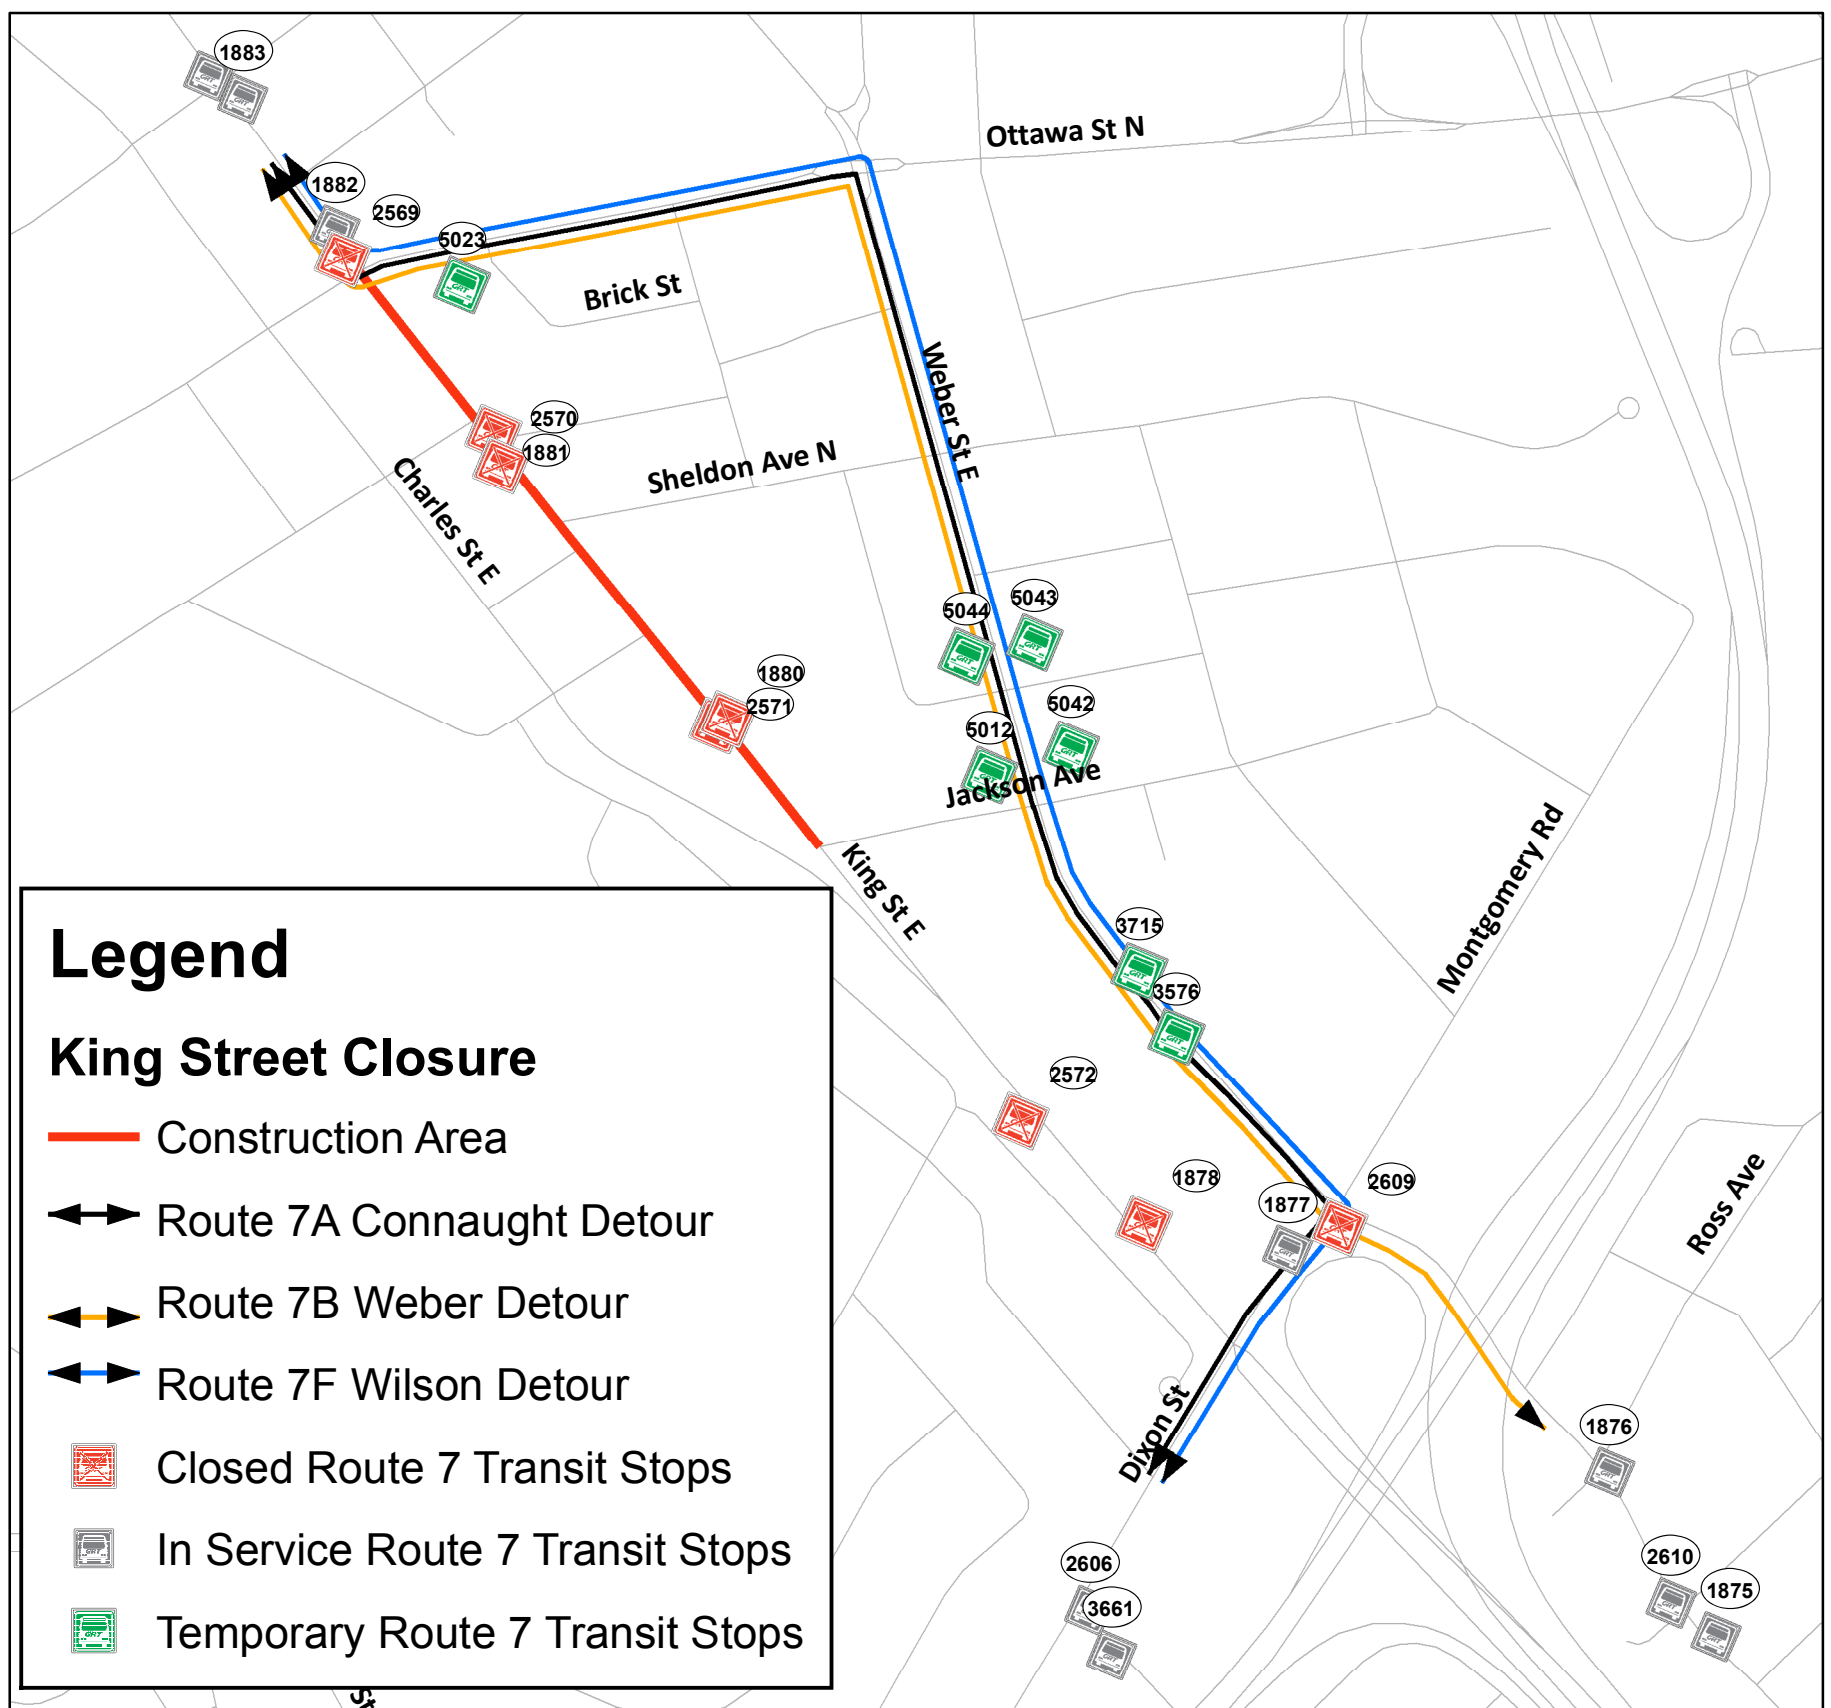 1883
Ottawa St N
1882
2569
5023
Brick St
Weber St E
2570
1881
Sheldon Ave N
Charles St E
5044
5043
1880
2571
5042
5012
Jackson Ave
King St E
Montgomery Rd
3715
3576
2572
1878
1877
2609
Ross Ave
Dixon St
1876
2606
3661
2610
1875
Legend
King Street Closure
Construction Area
Route 7A Connaught Detour
Route 7B Weber Detour
Route 7F Wilson Detour
Closed Route 7 Transit Stops
In Service Route 7 Transit Stops
GRT
Temporary Route 7 Transit Stops
St